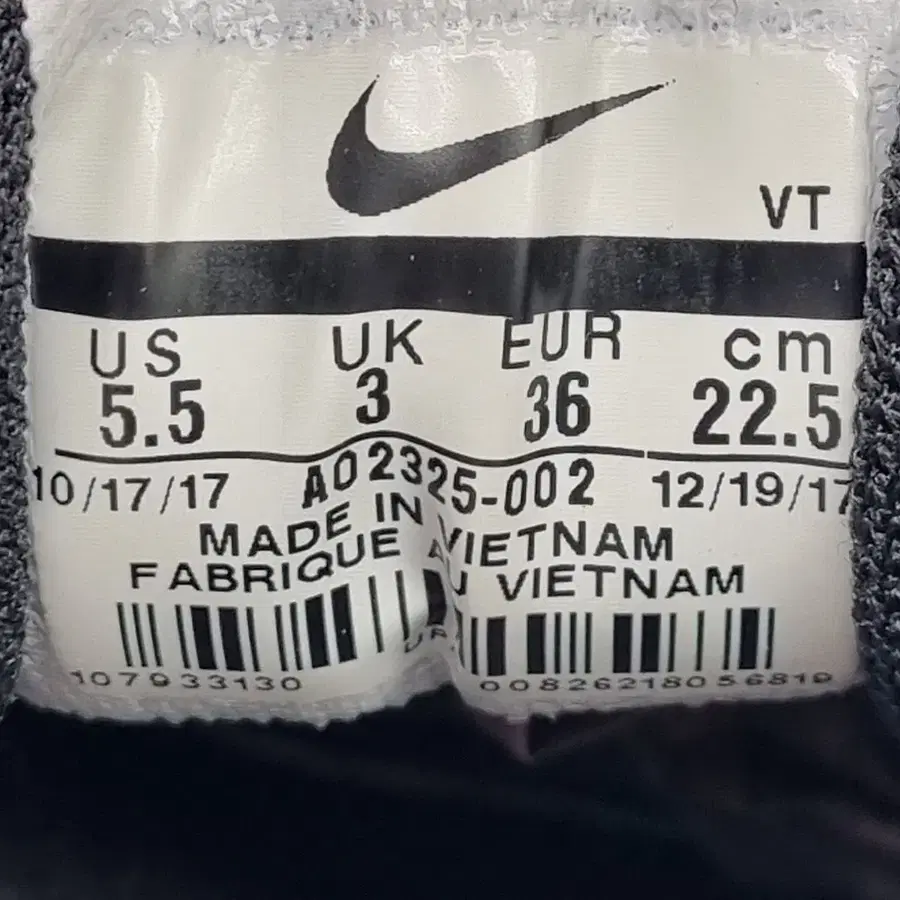 VT
US UK EUR cm
5.5 3 36 22.5
10/17/17 AO2325-002 12/19/17
MADE IN VIETNAM
FABRIQUE AU VIETNAM
107933130 00826218056819